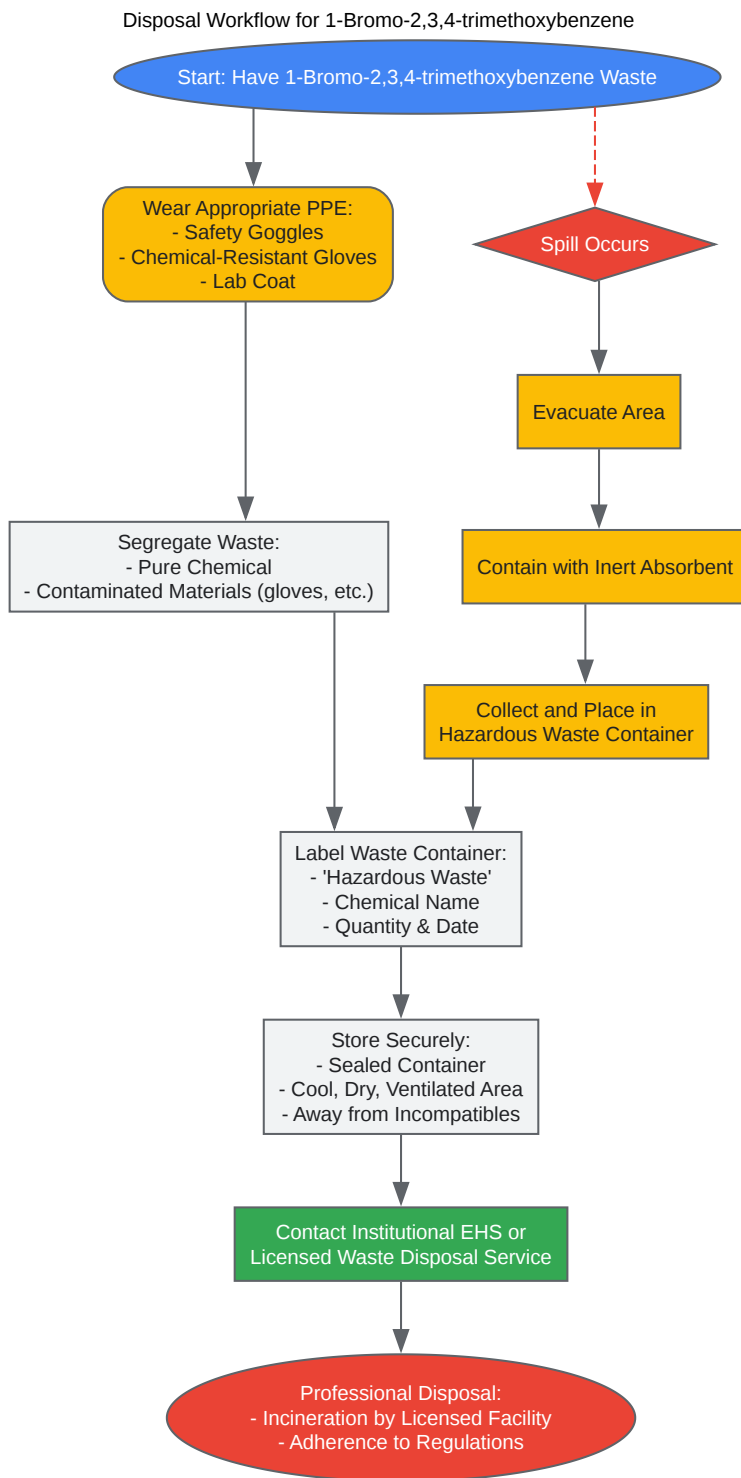 Disposal Workflow for 1-Bromo-2,3,4-trimethoxybenzene
Start: Have 1-Bromo-2,3,4-trimethoxybenzene Waste
Wear Appropriate PPE:
- Safety Goggles
- Chemical-Resistant Gloves
- Lab Coat
Spill Occurs
Evacuate Area
Segregate Waste:
- Pure Chemical
- Contaminated Materials (gloves, etc.)
Contain with Inert Absorbent
Collect and Place in
Hazardous Waste Container
Label Waste Container:
- 'Hazardous Waste'
- Chemical Name
- Quantity & Date
Store Securely:
- Sealed Container
- Cool, Dry, Ventilated Area
- Away from Incompatibles
Contact Institutional EHS or
Licensed Waste Disposal Service
Professional Disposal:
- Incineration by Licensed Facility
- Adherence to Regulations